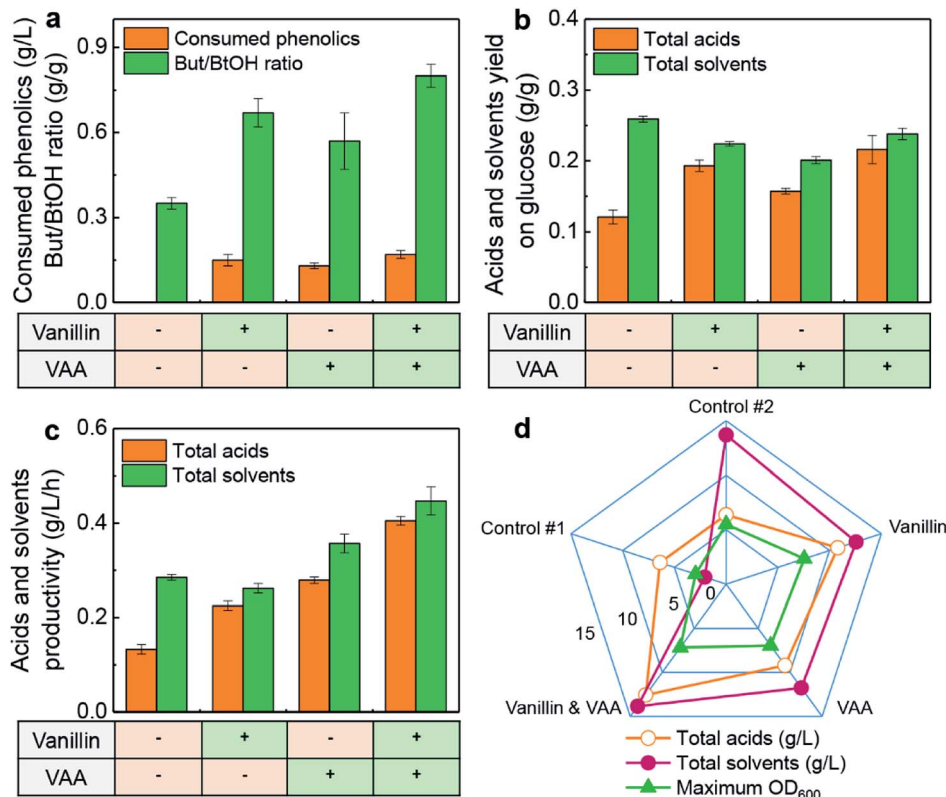 a
Consumed phenolics (g/L)
But/BtOH ratio (g/g)
0.9
0.6
0.3
0.0
Consumed phenolics
But/BtOH ratio
Vanillin - + - +
VAA - - + +
b
Acids and solvents yield
on glucose (g/g)
0.4
0.3
0.2
0.1
0.0
Total acids
Total solvents
Vanillin - + - +
VAA - - + +
c
Acids and solvents
productivity (g/L/h)
0.6
0.4
0.2
0.0
Total acids
Total solvents
Vanillin - + - +
VAA - - + +
d
Control #2
Control #1
Vanillin
0
5
10
15
Vanillin & VAA
VAA
Total acids (g/L)
Total solvents (g/L)
Maximum OD600